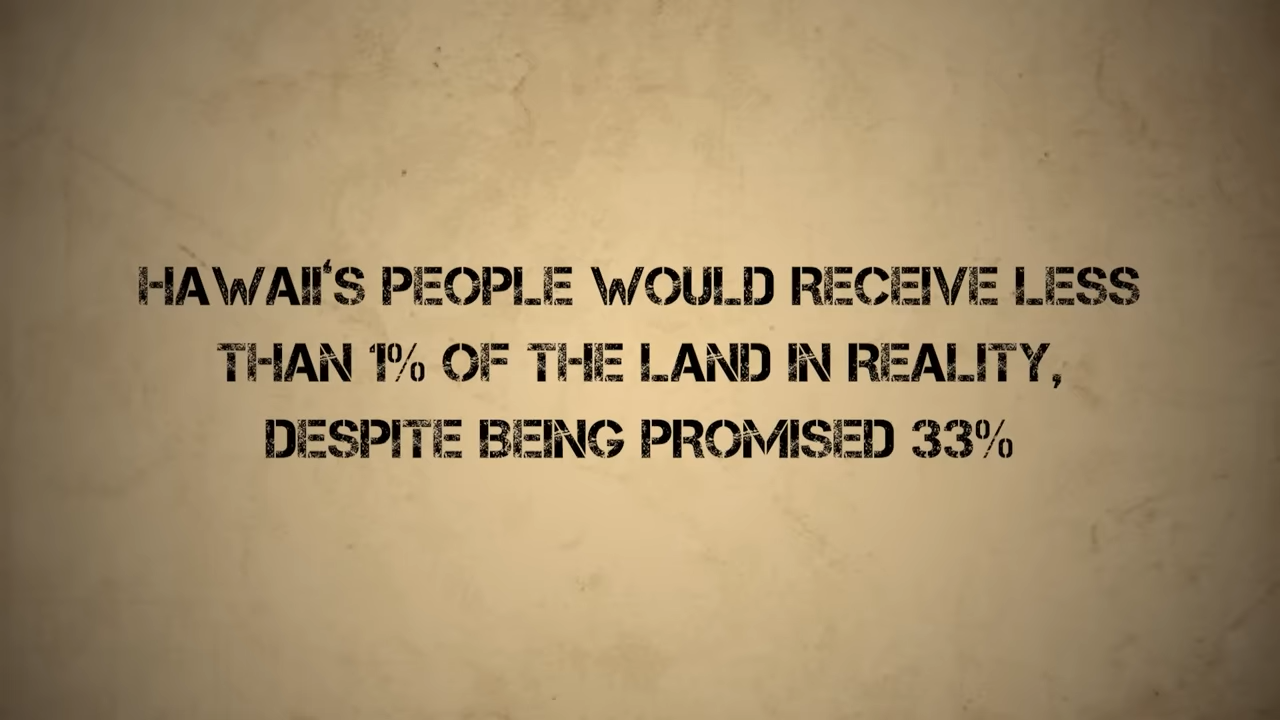 HAWAII'S PEOPLE WOULD RECEIVE LESS
THAN 1% OF THE LAND IN REALITY,
DESPITE BEING PROMISED 33%